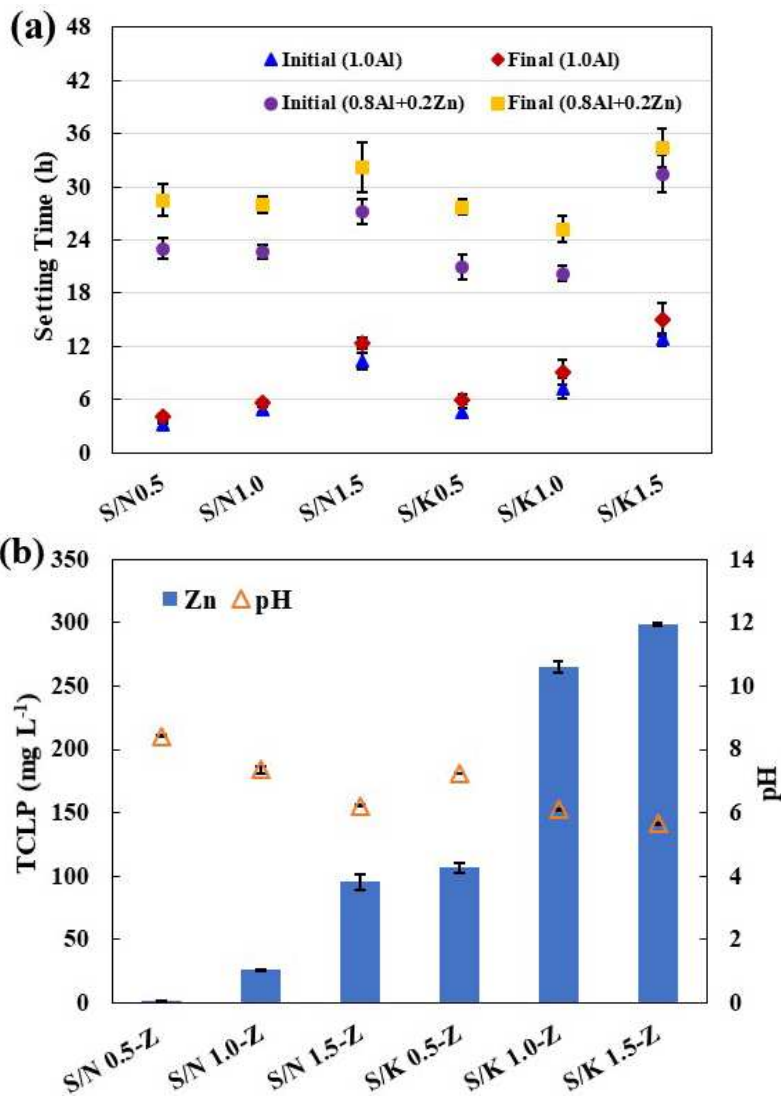 (a)
Initial (1.0Al) Final (1.0Al)
Initial (0.8Al+0.2Zn) Final (0.8Al+0.2Zn)
Setting Time (h)
48
42
36
30
24
18
12
6
0
S/N0.5 S/N1.0 S/N1.5 S/K0.5 S/K1.0 S/K1.5
(b)
Zn pH
TCLP (mg L⁻¹)
350
300
250
200
150
100
50
0
14
12
10
8
6
4
2
0
pH
S/N 0.5-Z S/N 1.0-Z S/N 1.5-Z S/K 0.5-Z S/K 1.0-Z S/K 1.5-Z